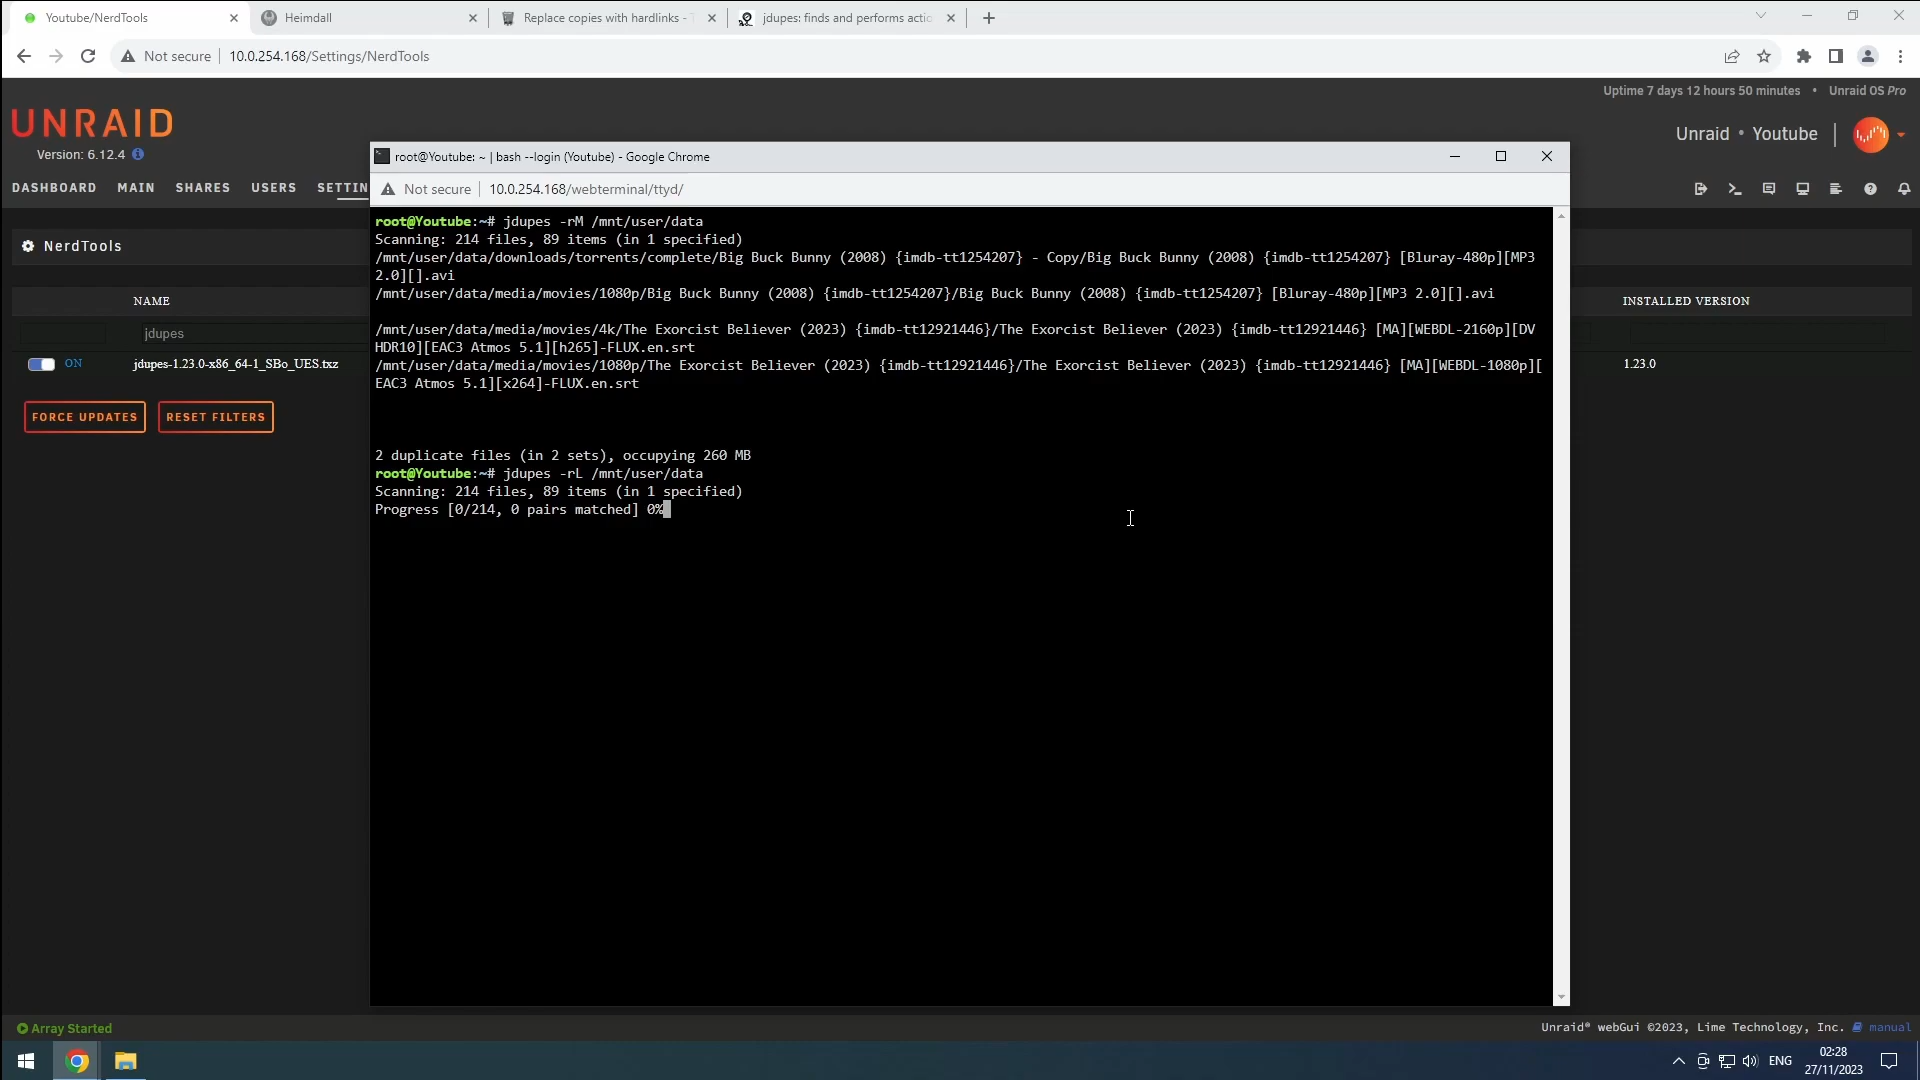 Youtube/NerdTools
Heimdall
Replace copies with hardlinks -
jdupes: finds and performs actio
Not secure
10.0.254.168/Settings/NerdTools
Uptime 7 days 12 hours 50 minutes • Unraid OS Pro
UNRAID
Version: 6.12.4
Unraid • Youtube
DASHBOARD MAIN SHARES USERS SETTIN
root@Youtube: ~ | bash --login (Youtube) - Google Chrome
Not secure
10.0.254.168/webterminal/ttyd/
NerdTools
NAME
INSTALLED VERSION
jdupes
ON
jdupes-1.23.0-x86_64-1_SBo_UES.txz
1.23.0
FORCE UPDATES
RESET FILTERS
root@Youtube:~# jdupes -rM /mnt/user/data
Scanning: 214 files, 89 items (in 1 specified)
/mnt/user/data/downloads/torrents/complete/Big Buck Bunny (2008) {imdb-tt1254207} - Copy/Big Buck Bunny (2008) {imdb-tt1254207} [Bluray-480p][MP3
2.0][].avi
/mnt/user/data/media/movies/1080p/Big Buck Bunny (2008) {imdb-tt1254207}/Big Buck Bunny (2008) {imdb-tt1254207} [Bluray-480p][MP3 2.0][].avi
/mnt/user/data/media/movies/4k/The Exorcist Believer (2023) {imdb-tt12921446}/The Exorcist Believer (2023) {imdb-tt12921446} [MA][WEBDL-2160p][DV
HDR10][EAC3 Atmos 5.1][h265]-FLUX.en.srt
/mnt/user/data/media/movies/1080p/The Exorcist Believer (2023) {imdb-tt12921446}/The Exorcist Believer (2023) {imdb-tt12921446} [MA][WEBDL-1080p][
EAC3 Atmos 5.1][x264]-FLUX.en.srt
2 duplicate files (in 2 sets), occupying 260 MB
root@Youtube:~# jdupes -rL /mnt/user/data
Scanning: 214 files, 89 items (in 1 specified)
Progress [0/214, 0 pairs matched] 0%
Array Started
Unraid® webGui ©2023, Lime Technology, Inc. manual
ENG
02:28
27/11/2023